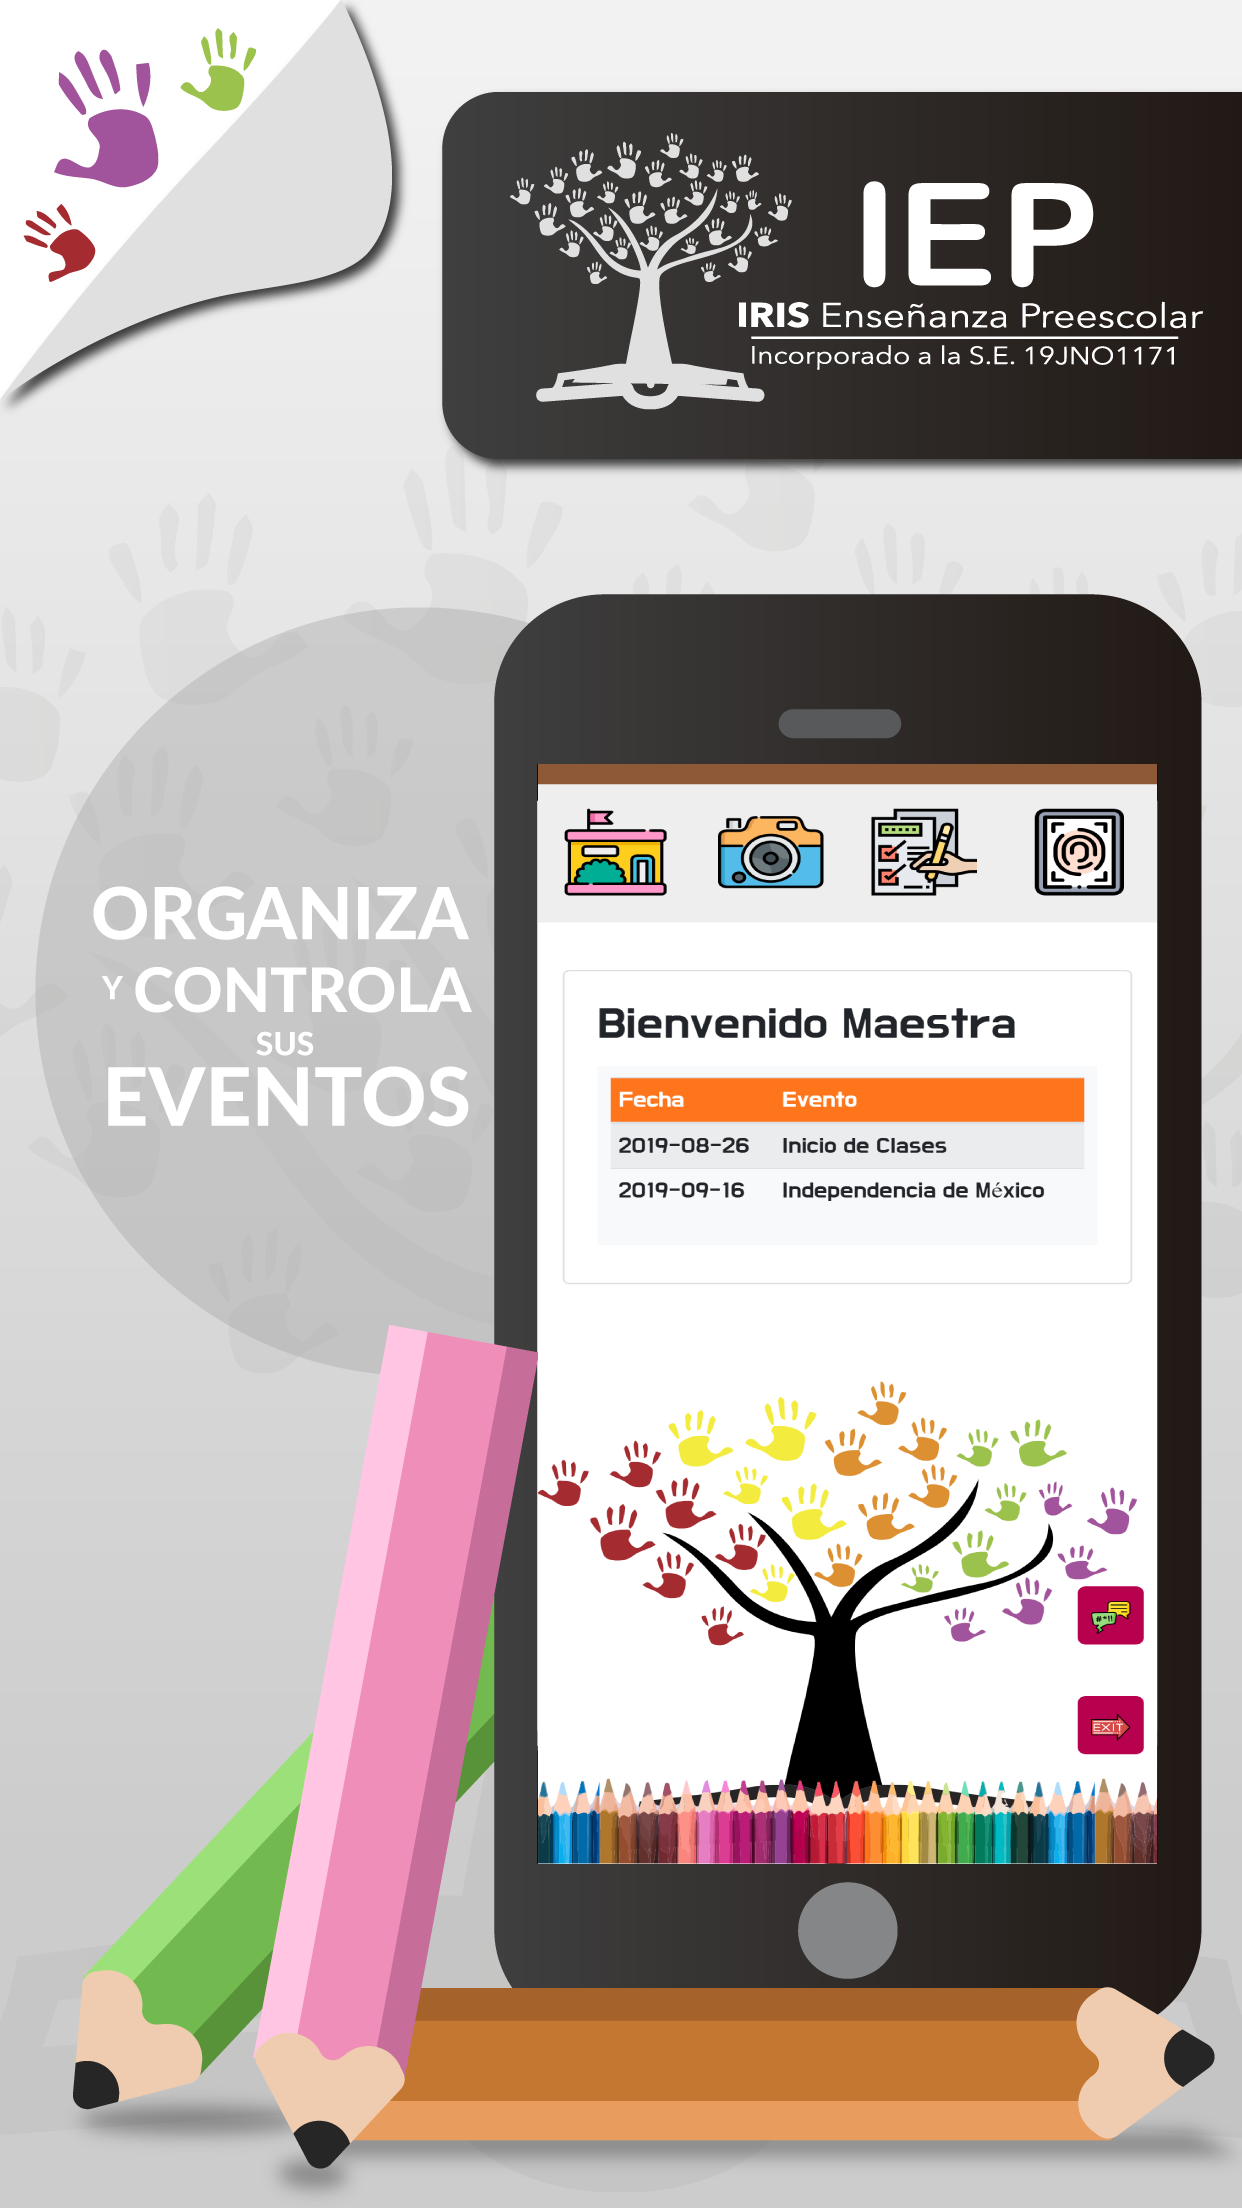 IEP
IRIS Enseñanza Preescolar
Incorporado a la S.E. 19JNO1171
ORGANIZA
Y CONTROLA
SUS
EVENTOS
Bienvenido Maestra
Fecha Evento
2019-08-26 Inicio de Clases
2019-09-16 Independencia de México
#*!!
EXIT